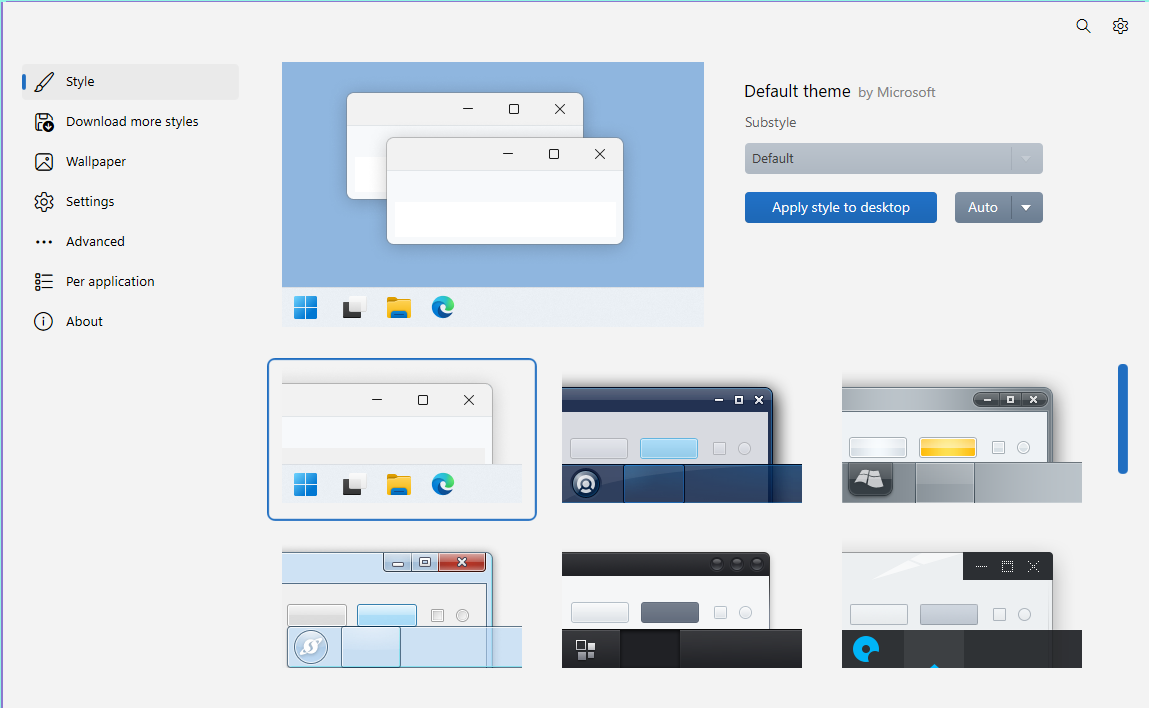 Style
Download more styles
Wallpaper
Settings
Advanced
Per application
About
Default theme by Microsoft
Substyle
Default
Apply style to desktop
Auto